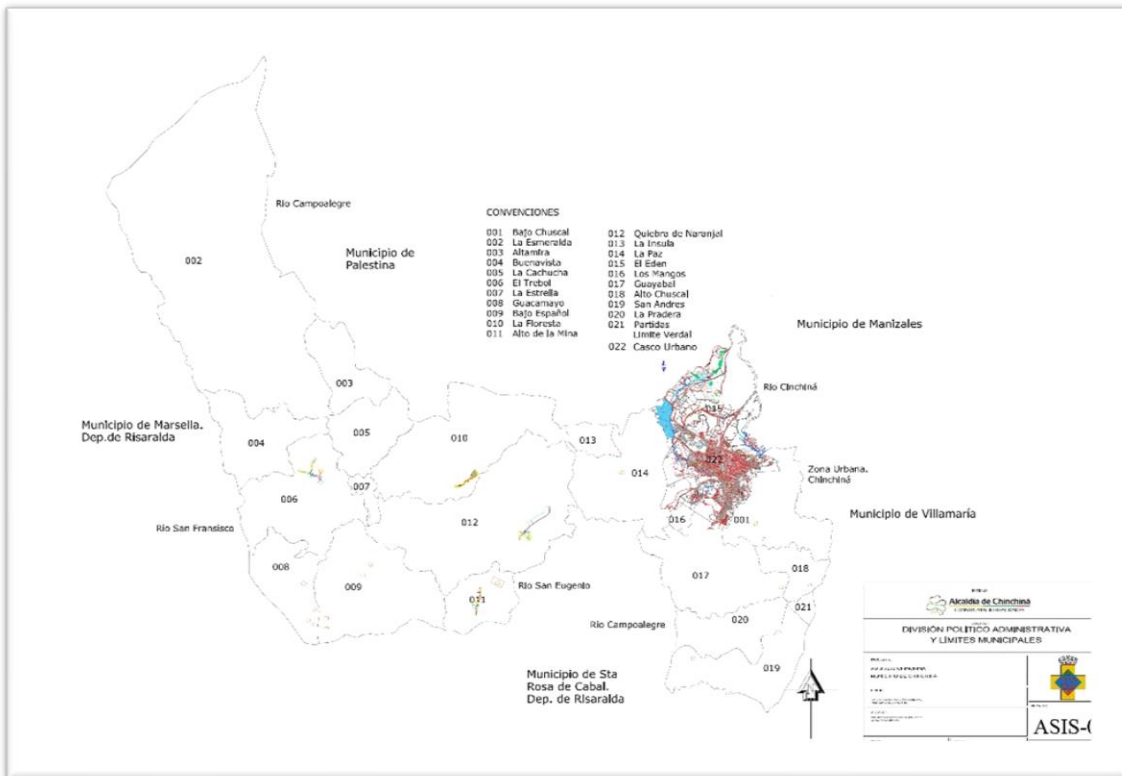 Rio Campoalegre
002
Municipio de
Palestina
CONVENCIONES
001 Bajo Chuscal
002 La Esmeralda
003 Altamira
004 Buenavista
005 La Cachucha
006 El Trebol
007 La Estrella
008 Guacamayo
009 Bajo Español
010 La Floresta
011 Alto de la Mina
012 Quiebra de Naranjal
013 La Insula
014 La Paz
015 El Eden
016 Los Mangos
017 Guayabal
018 Alto Chuscal
019 San Andres
020 La Pradera
021 Partidas
Limite Verdal
022 Casco Urbano
Municipio de Manizales
Rio Cinchiná
003
015
Municipio de Marsella.
Dep.de Risaralda
004
005
010
013
014
022
Zona Urbana.
Chinchiná
006
007
012
016
001
Municipio de Villamaría
Rio San Fransisco
008
009
011
Rio San Eugenio
017
018
021
Rio Campoalegre
020
019
Municipio de Sta
Rosa de Cabal.
Dep. de Risaralda
Alcaldía de Chinchiná
DIVISIÓN POLÍTICO ADMINISTRATIVA
Y LÍMITES MUNICIPALES
ASIS-